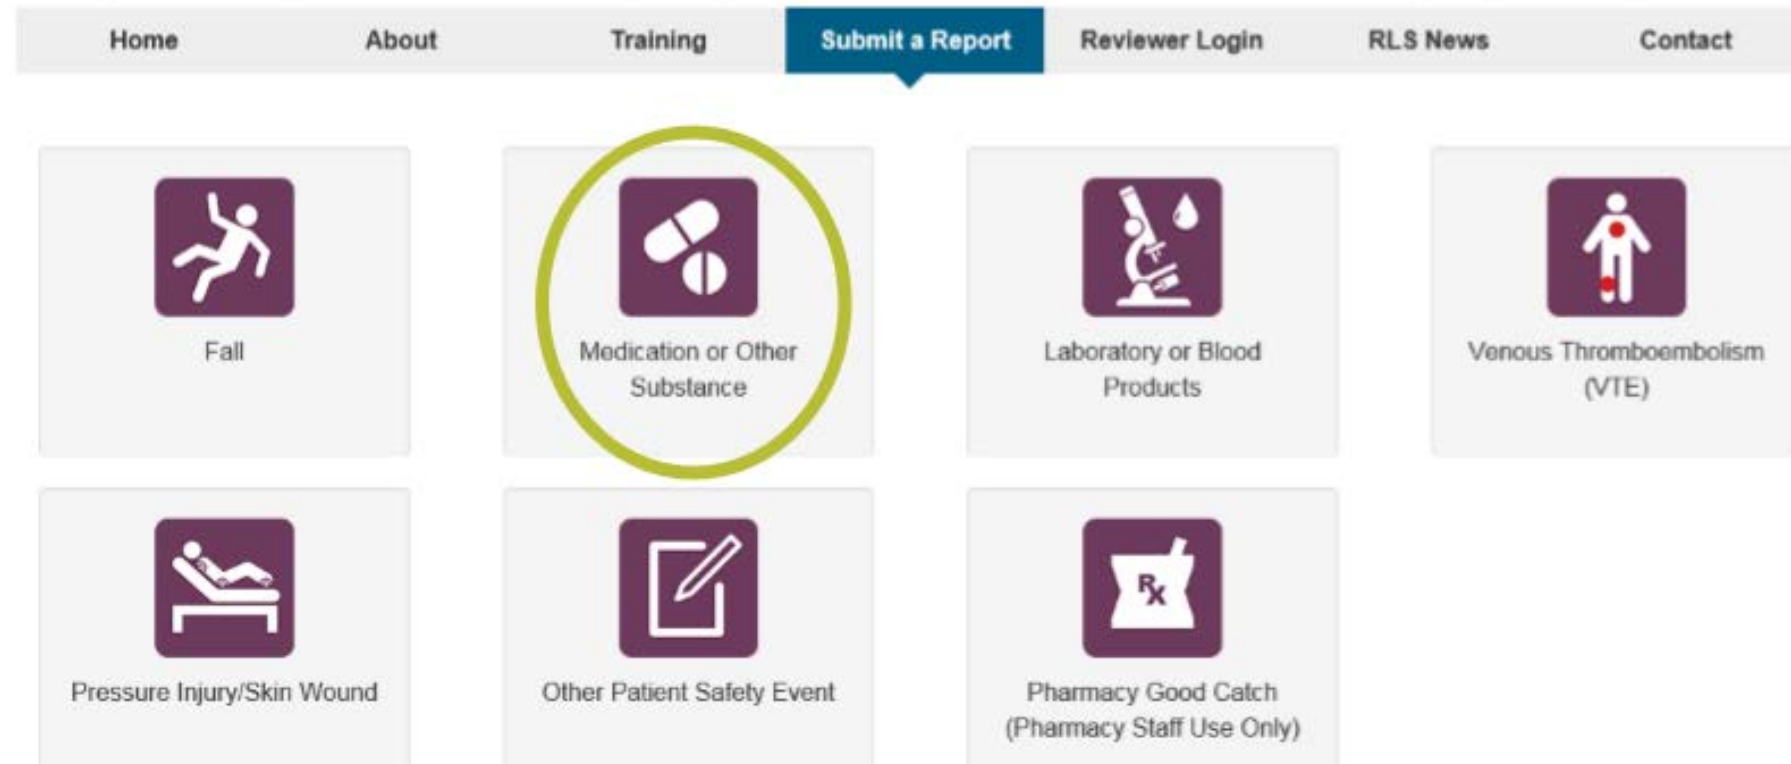 Home About Training Submit a Report Reviewer Login RLS News Contact
Fall
Medication or Other
Substance
Laboratory or Blood
Products
Venous Thromboembolism
(VTE)
Pressure Injury/Skin Wound
Other Patient Safety Event
Rx
Pharmacy Good Catch
(Pharmacy Staff Use Only)